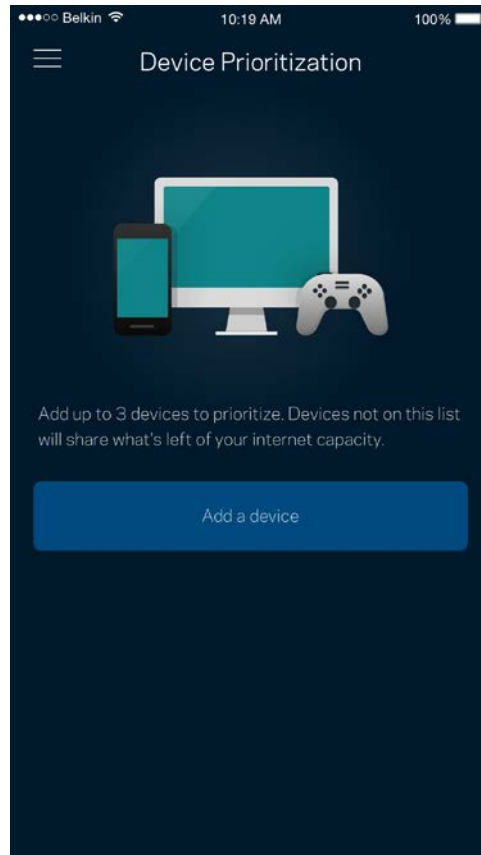 Belkin 10:19 AM 100%
Device Prioritization
Add up to 3 devices to prioritize. Devices not on this list
will share what's left of your internet capacity.
Add a device